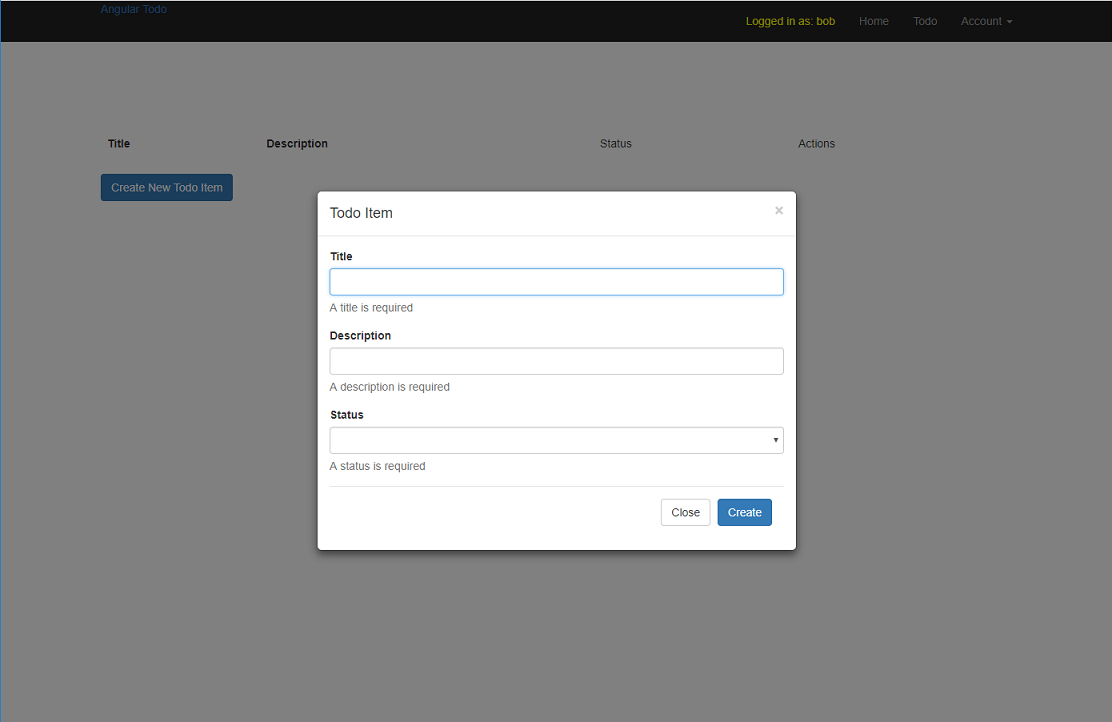 Angular Todo
Logged in as: bob Home Todo Account
Title Description Status Actions
Create New Todo Item
Todo Item ×
Title
A title is required
Description
A description is required
Status
A status is required
Close Create